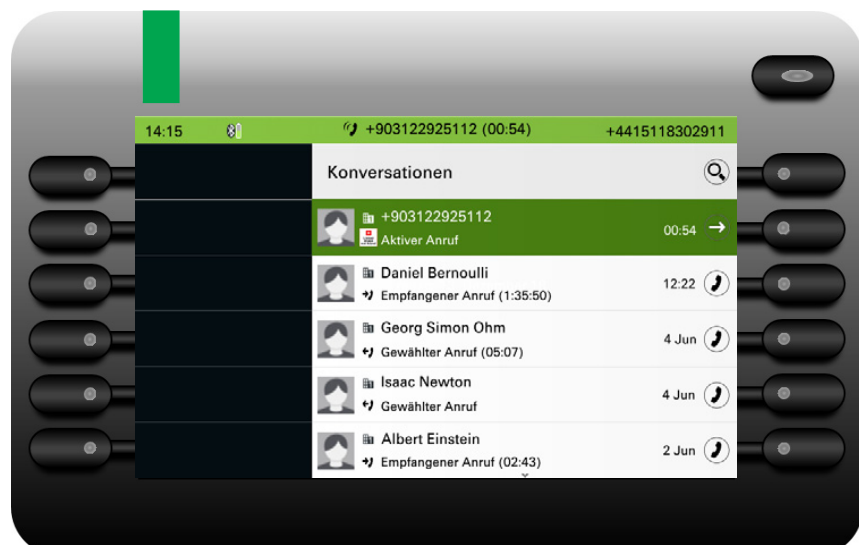 14:15 +903122925112 (00:54) +4415118302911
Konversationen
+903122925112
Aktiver Anruf 00:54
Daniel Bernoulli
Empfangener Anruf (1:35:50) 12:22
Georg Simon Ohm
Gewählter Anruf (05:07) 4 Jun
Isaac Newton
Gewählter Anruf 4 Jun
Albert Einstein
Empfangener Anruf (02:43) 2 Jun